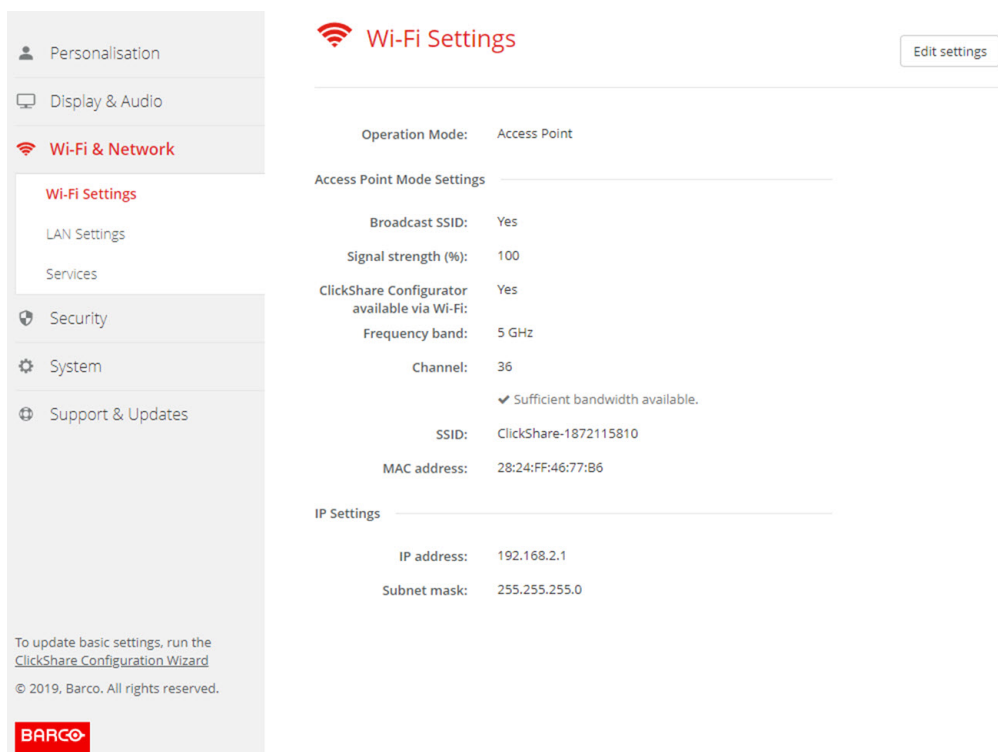 Personalisation
Display & Audio
Wi-Fi & Network
Wi-Fi Settings
LAN Settings
Services
Security
System
Support & Updates
To update basic settings, run the
ClickShare Configuration Wizard
© 2019, Barco. All rights reserved.
BARCO
Wi-Fi Settings
Edit settings
Operation Mode: Access Point
Access Point Mode Settings
Broadcast SSID: Yes
Signal strength (%): 100
ClickShare Configurator Yes
available via Wi-Fi:
Frequency band: 5 GHz
Channel: 36
Sufficient bandwidth available.
SSID: ClickShare-1872115810
MAC address: 28:24:FF:46:77:B6
IP Settings
IP address: 192.168.2.1
Subnet mask: 255.255.255.0